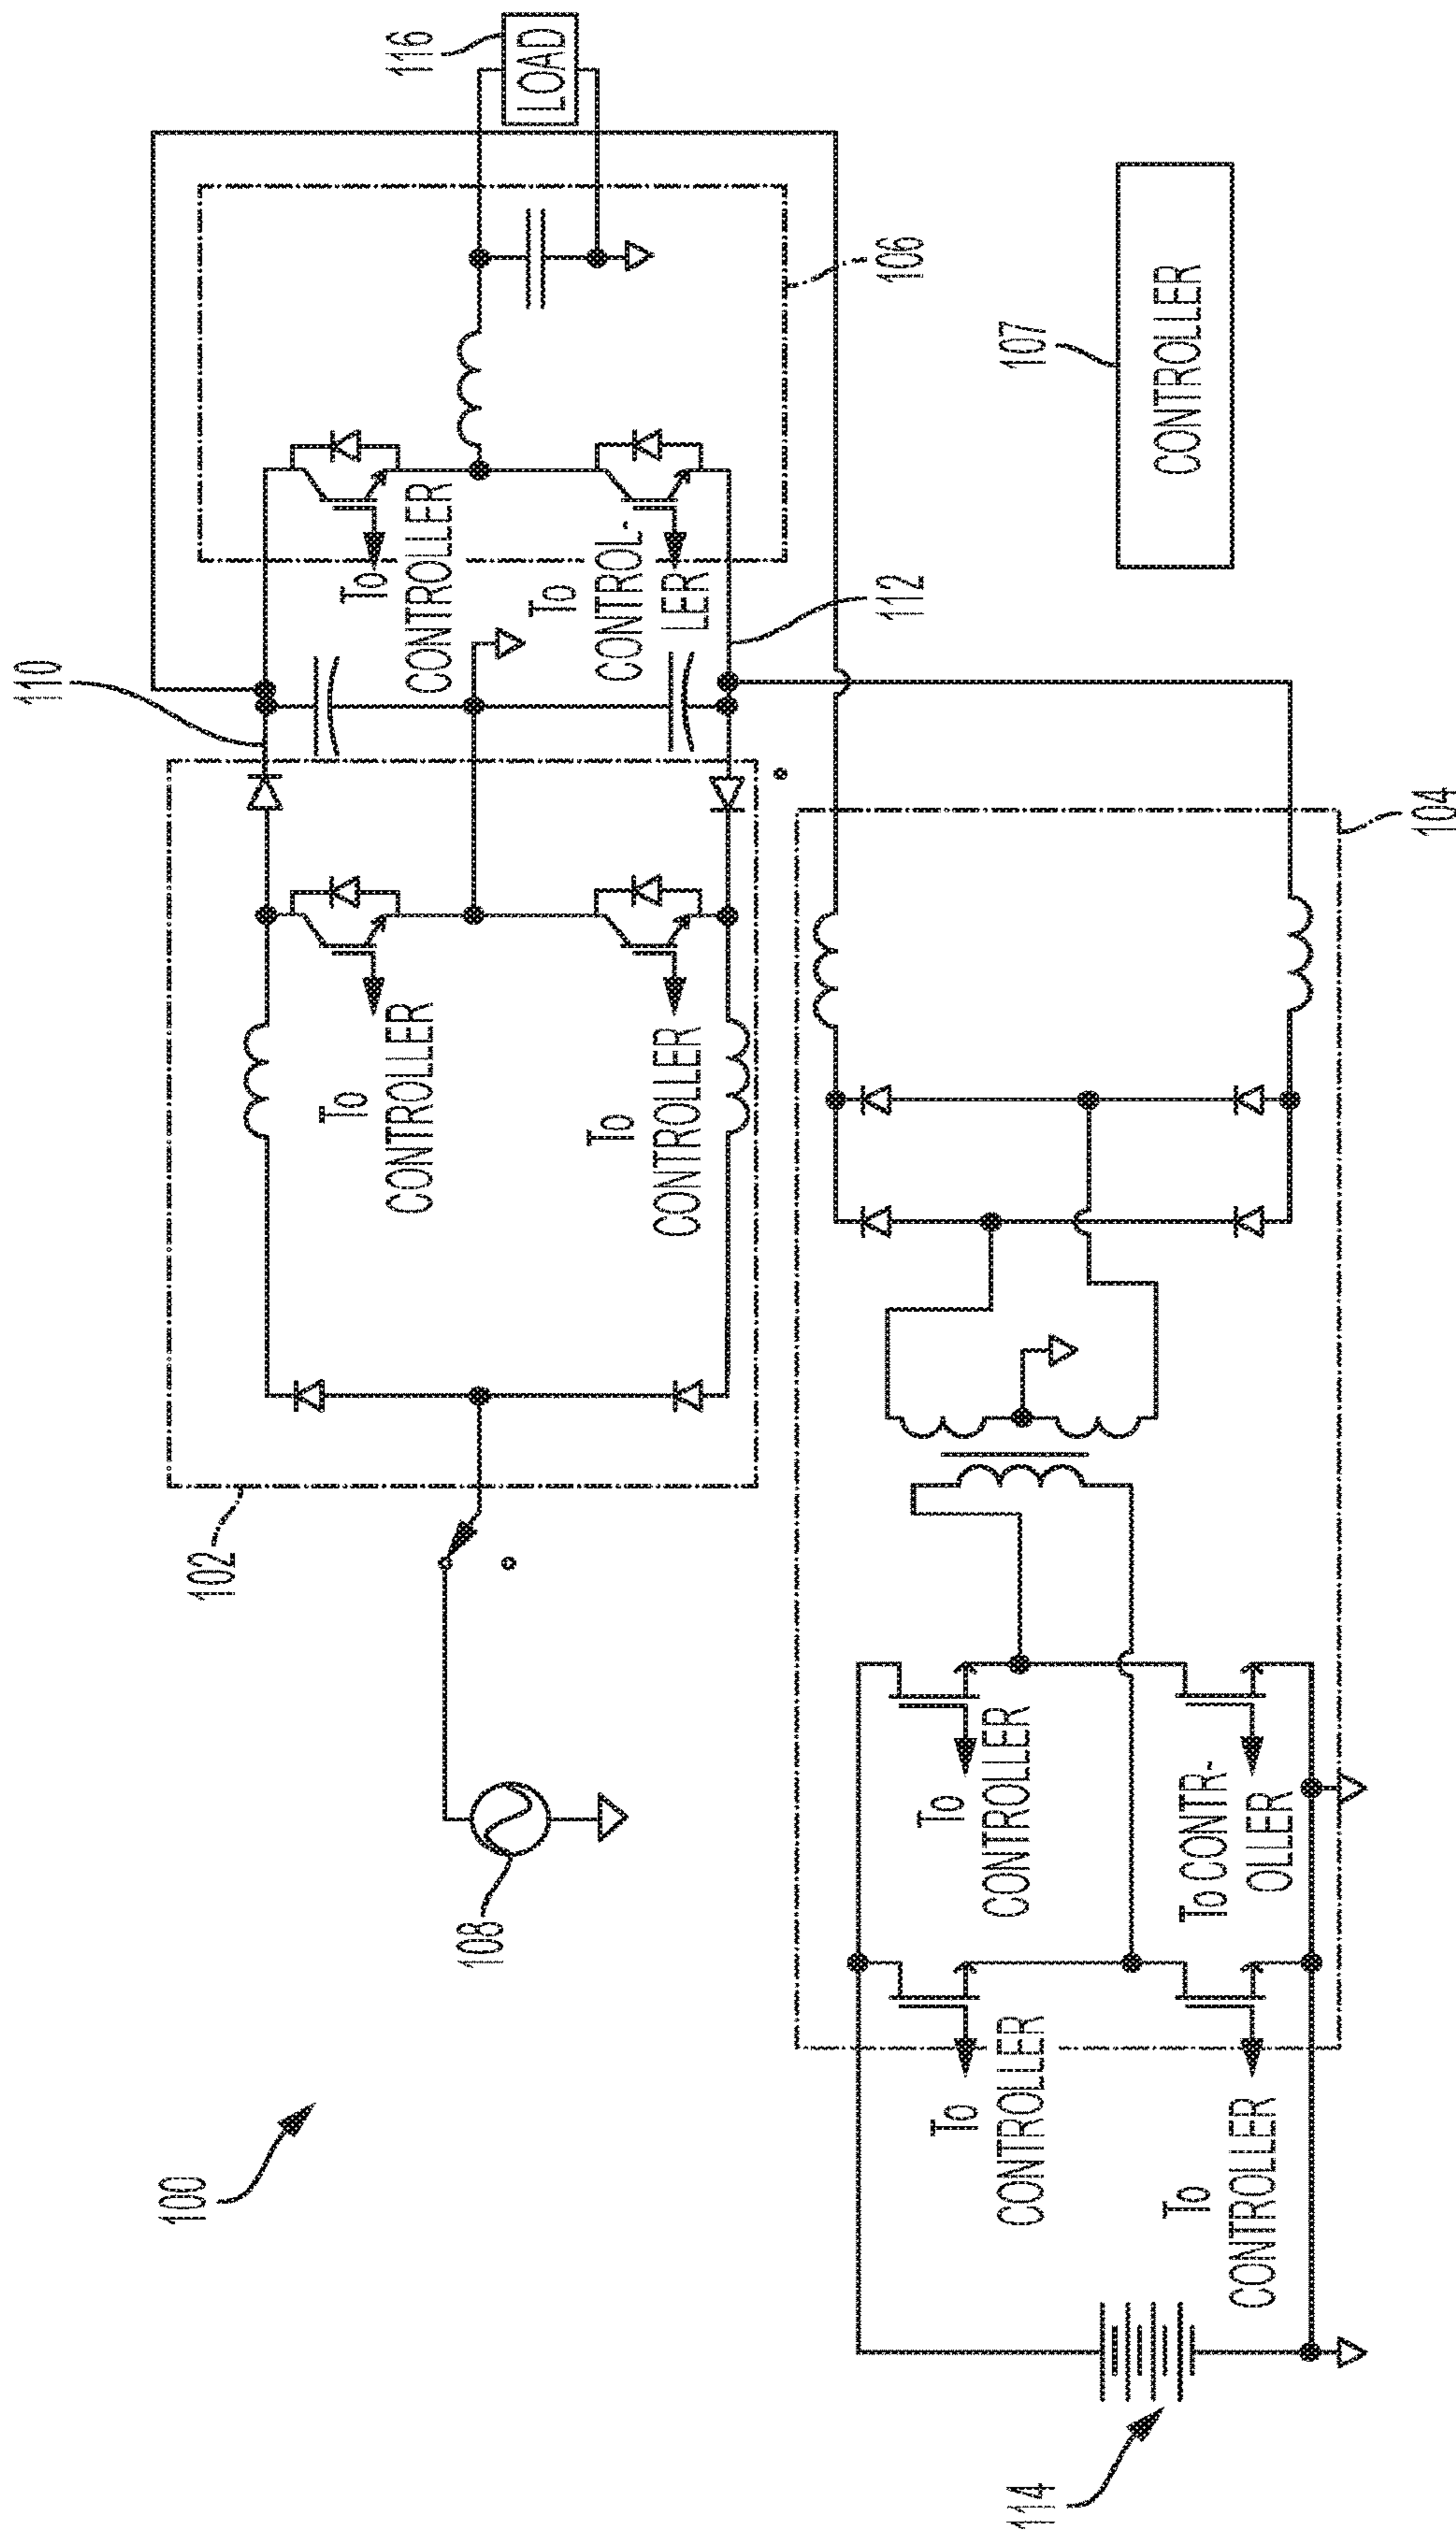 100
108
102
To
CONTROLLER
To
CONTROLLER
110
To
CONTROLLER
To
CONTROL-
LER
112
106
116
LOAD
114
To
CONTROLLER
To
CONTROLLER
To
CONTROLLER
To CONTR-
OLLER
104
107
CONTROLLER